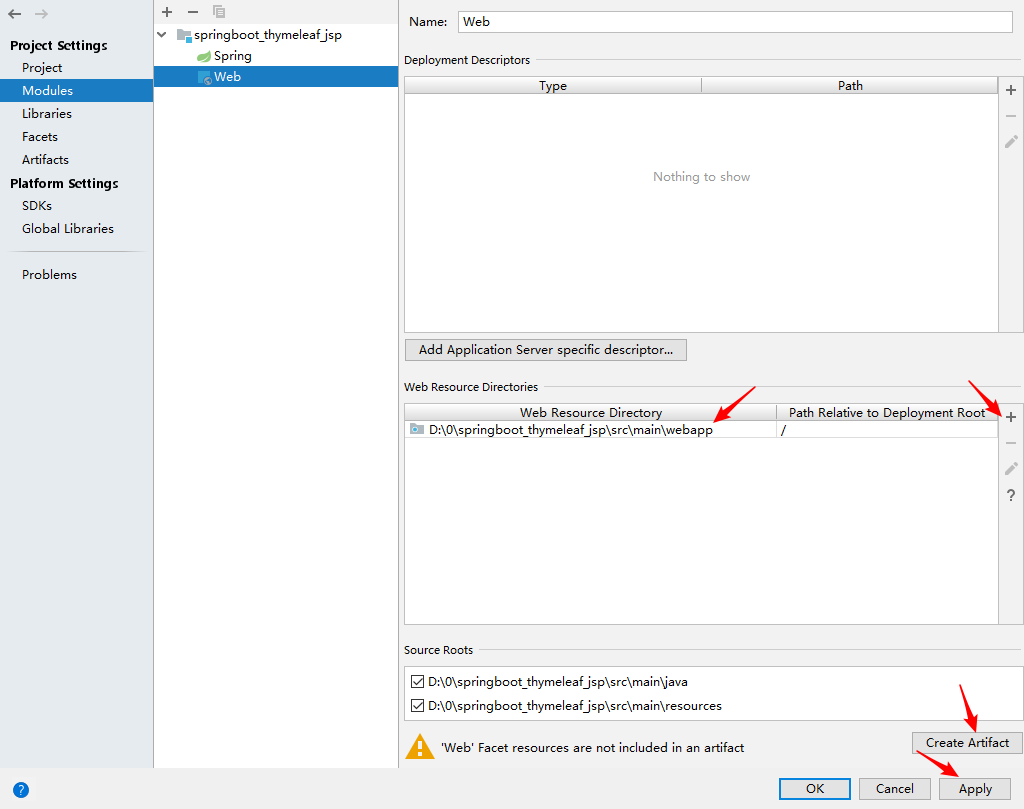 Project Settings
Project
Modules
Libraries
Facets
Artifacts
Platform Settings
SDKs
Global Libraries
Problems
springboot_thymeleaf_jsp
Spring
Web
Name: Web
Deployment Descriptors
Type Path
Nothing to show
Add Application Server specific descriptor...
Web Resource Directories
Web Resource Directory Path Relative to Deployment Root
D:\0\springboot_thymeleaf_jsp\src\main\webapp /
Source Roots
D:\0\springboot_thymeleaf_jsp\src\main\java
D:\0\springboot_thymeleaf_jsp\src\main\resources
'Web' Facet resources are not included in an artifact Create Artifact
? OK Cancel Apply